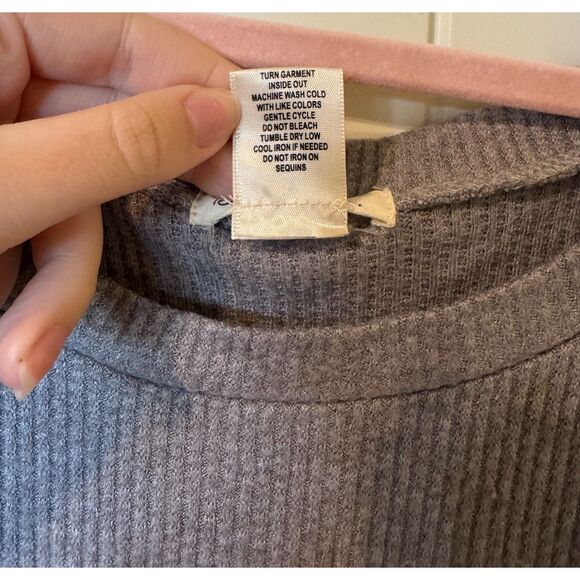 TURN GARMENT
INSIDE OUT
MACHINE WASH COLD
WITH LIKE COLORS
GENTLE CYCLE
DO NOT BLEACH
TUMBLE DRY LOW
COOL IRON IF NEEDED
DO NOT IRON ON
SEQUINS